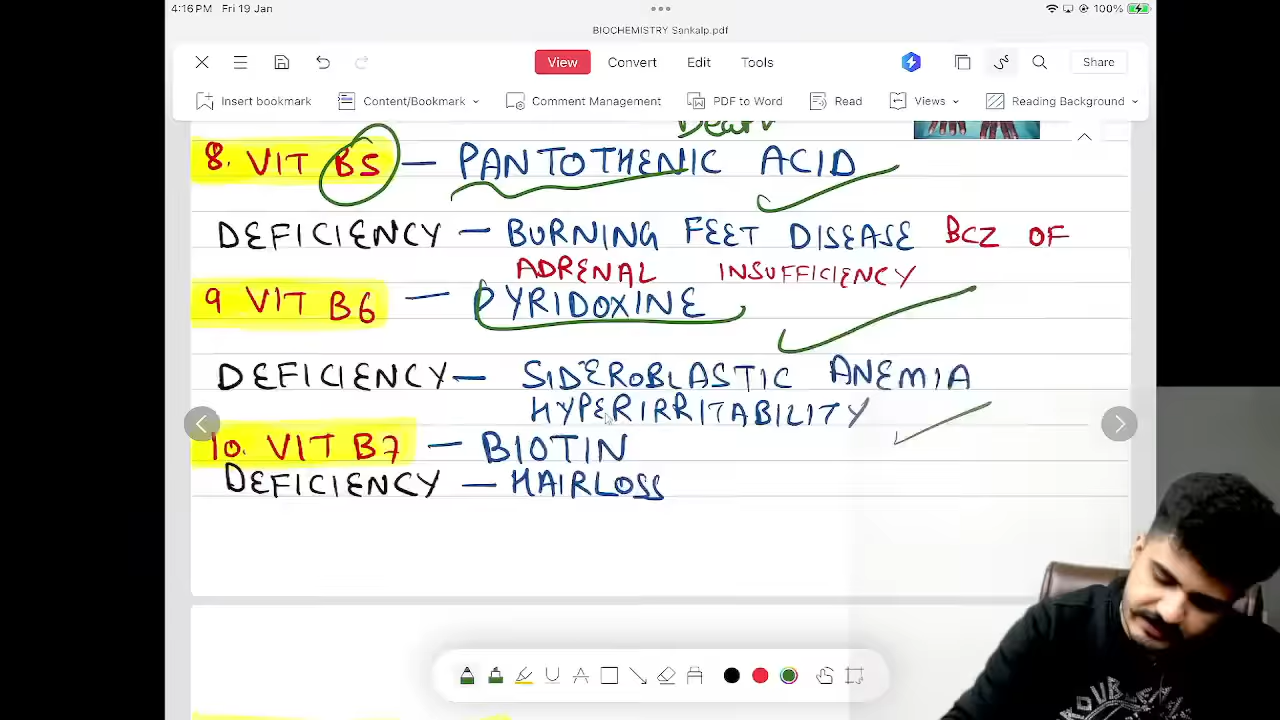 4:16 PM Fri 19 Jan
100%
BIOCHEMISTRY Sankalp.pdf
View Convert Edit Tools Share
Insert bookmark Content/Bookmark Comment Management PDF to Word Read Views Reading Background
Death
8. VIT B5 — PANTOTHENIC ACID
DEFICIENCY — BURNING FEET DISEASE BCZ OF
ADRENAL INSUFFICIENCY
9 VIT B6 — PYRIDOXINE
DEFICIENCY — SIDEROBLASTIC ANEMIA
HYPERIRRITABILITY
10. VIT B7 — BIOTIN
DEFICIENCY — HAIRLOSS